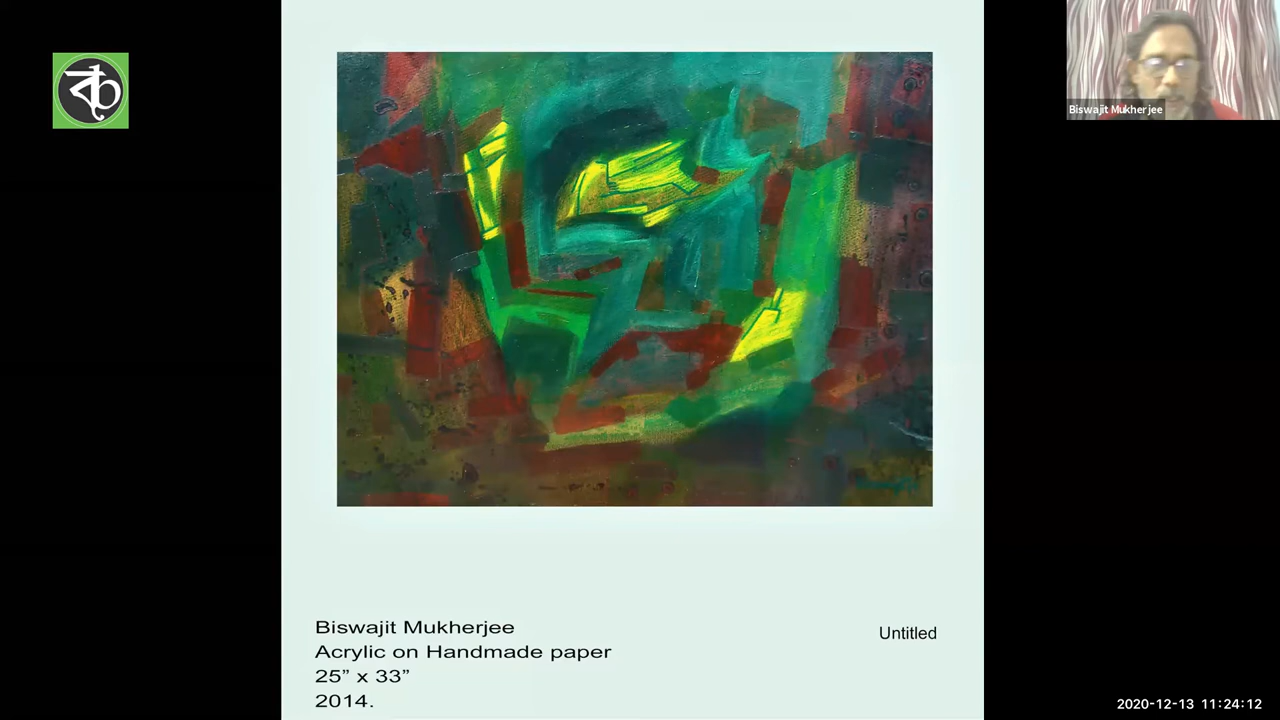 Biswajit Mukherjee
Biswajit Mukherjee
Acrylic on Handmade paper
25” x 33”
2014.
Untitled
2020-12-13 11:24:12